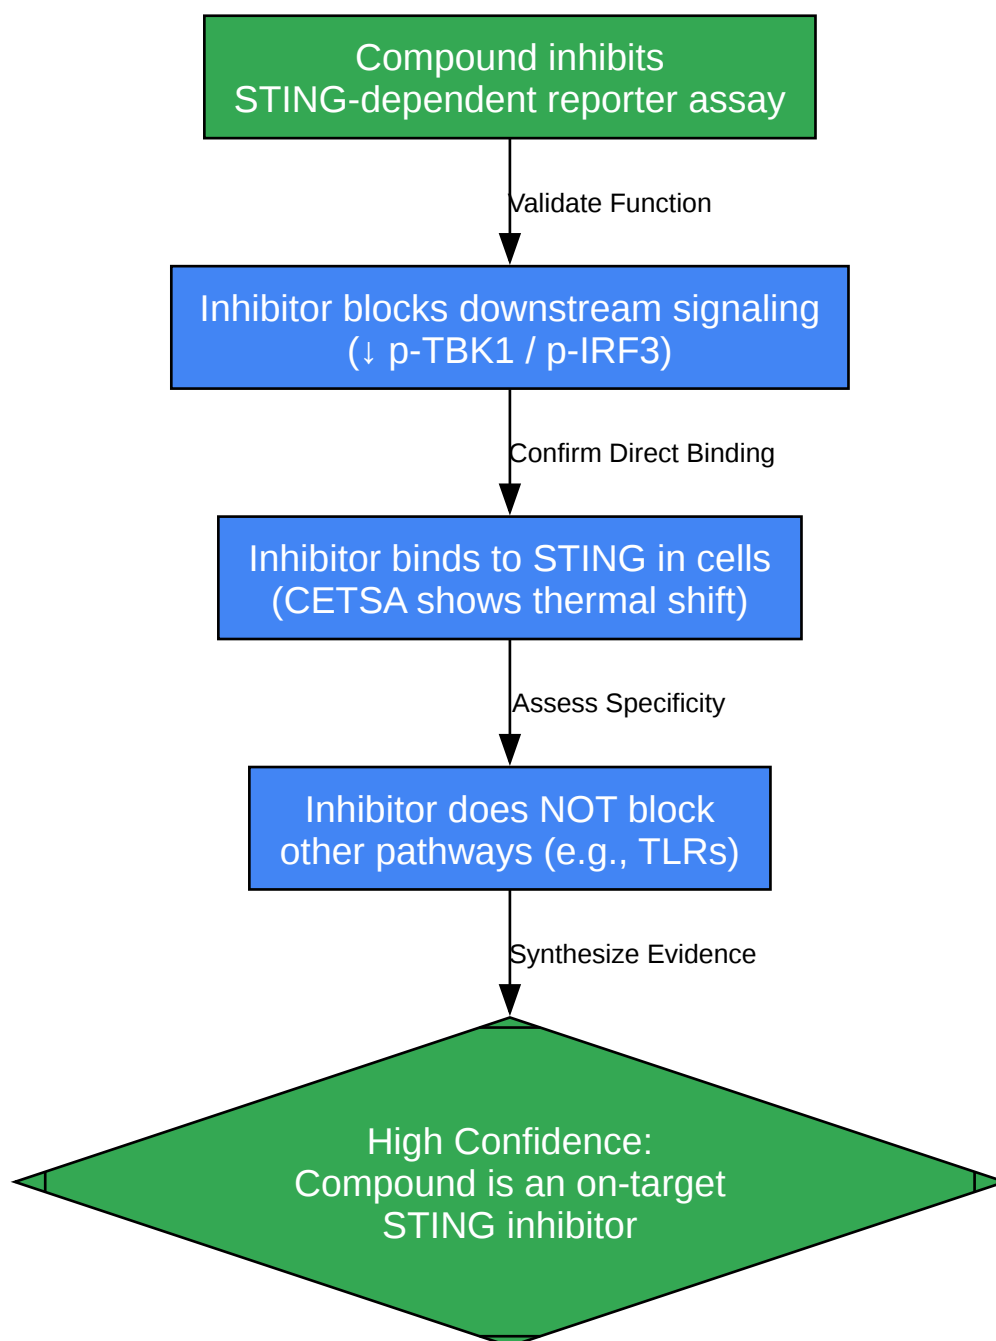 Compound inhibits
STING-dependent reporter assay
Validate Function
Inhibitor blocks downstream signaling
(↓ p-TBK1 / p-IRF3)
Confirm Direct Binding
Inhibitor binds to STING in cells
(CETSA shows thermal shift)
Assess Specificity
Inhibitor does NOT block
other pathways (e.g., TLRs)
Synthesize Evidence
High Confidence:
Compound is an on-target
STING inhibitor